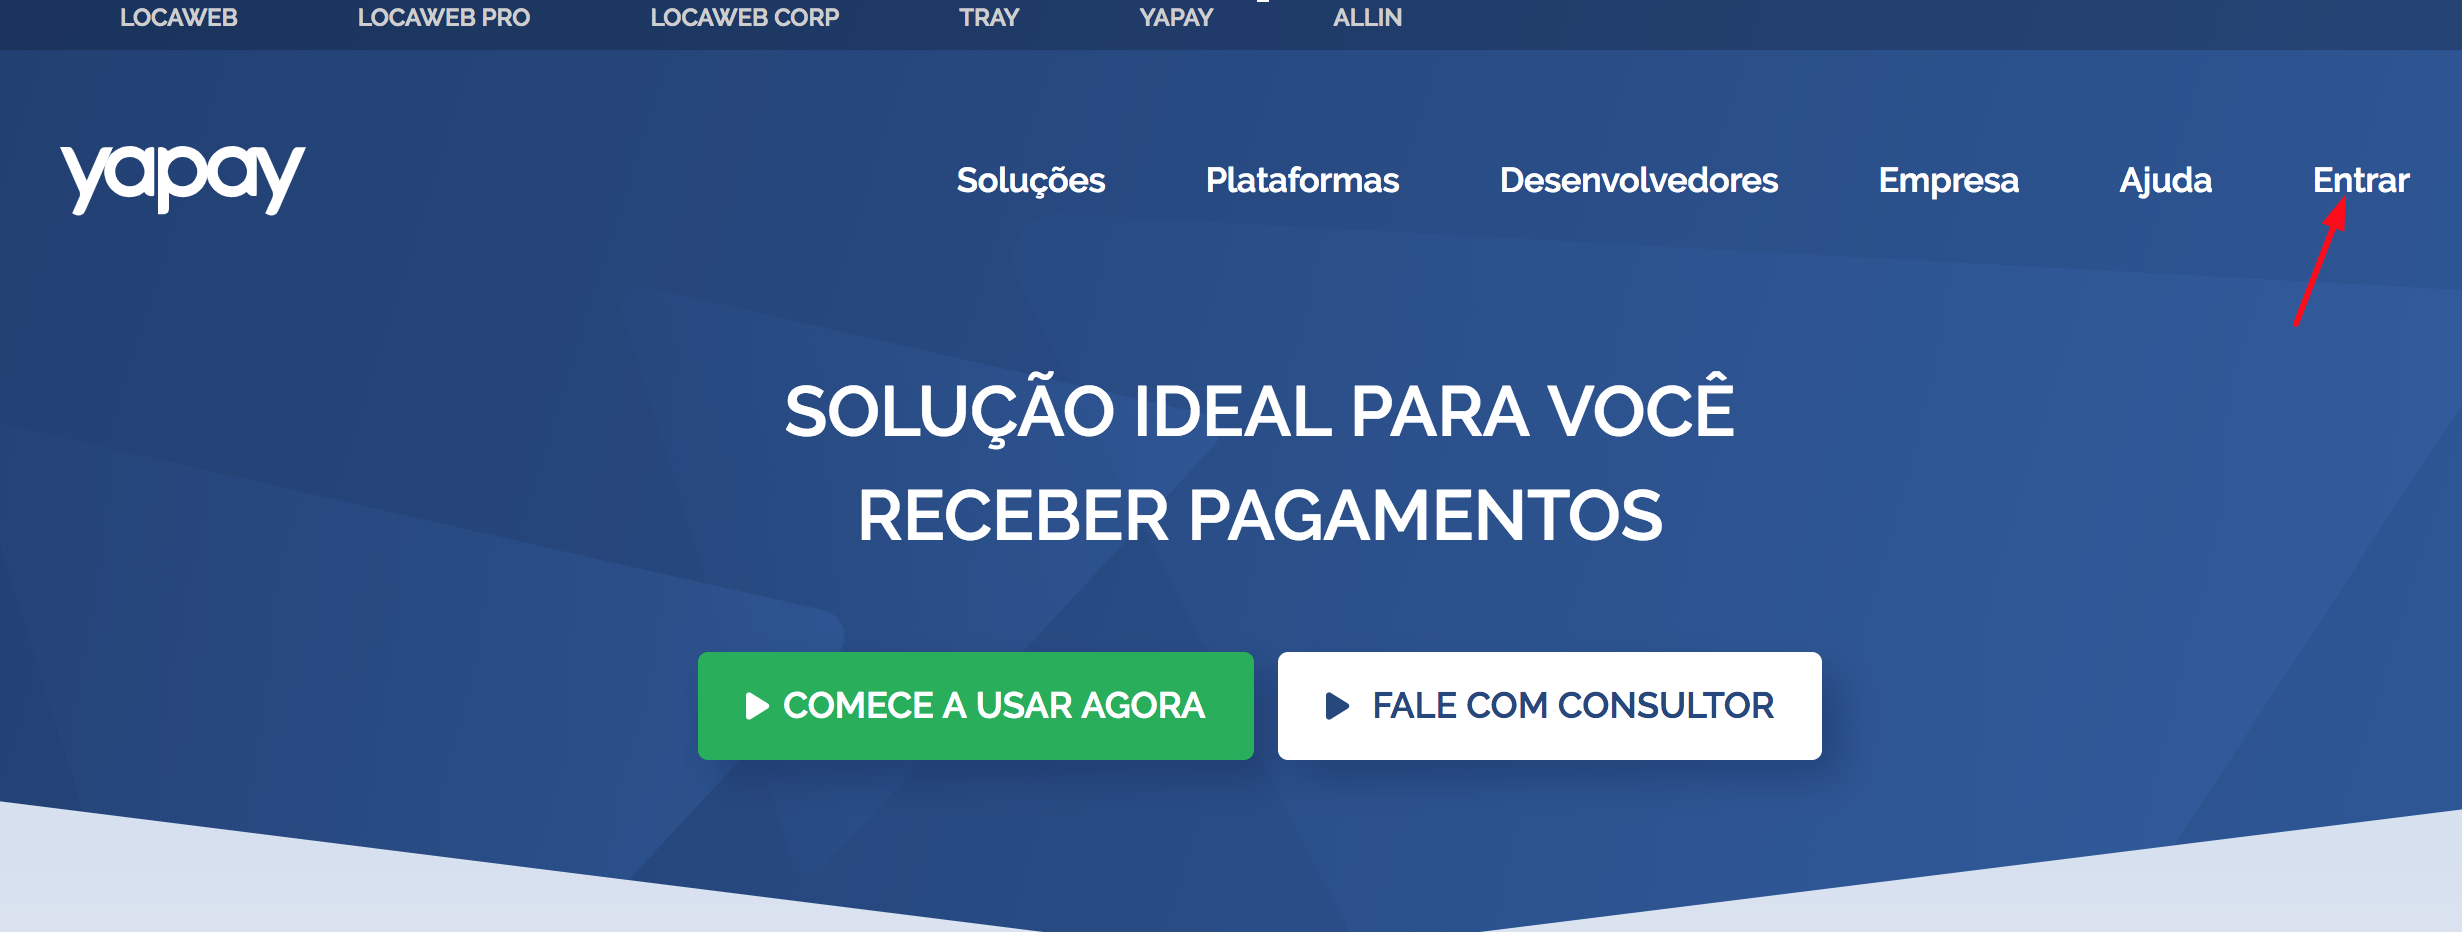 LOCAWEB LOCAWEB PRO LOCAWEB CORP TRAY YAPAY ALLIN
yapay Soluções Plataformas Desenvolvedores Empresa Ajuda Entrar
SOLUÇÃO IDEAL PARA VOCÊ
RECEBER PAGAMENTOS
COMECE A USAR AGORA FALE COM CONSULTOR